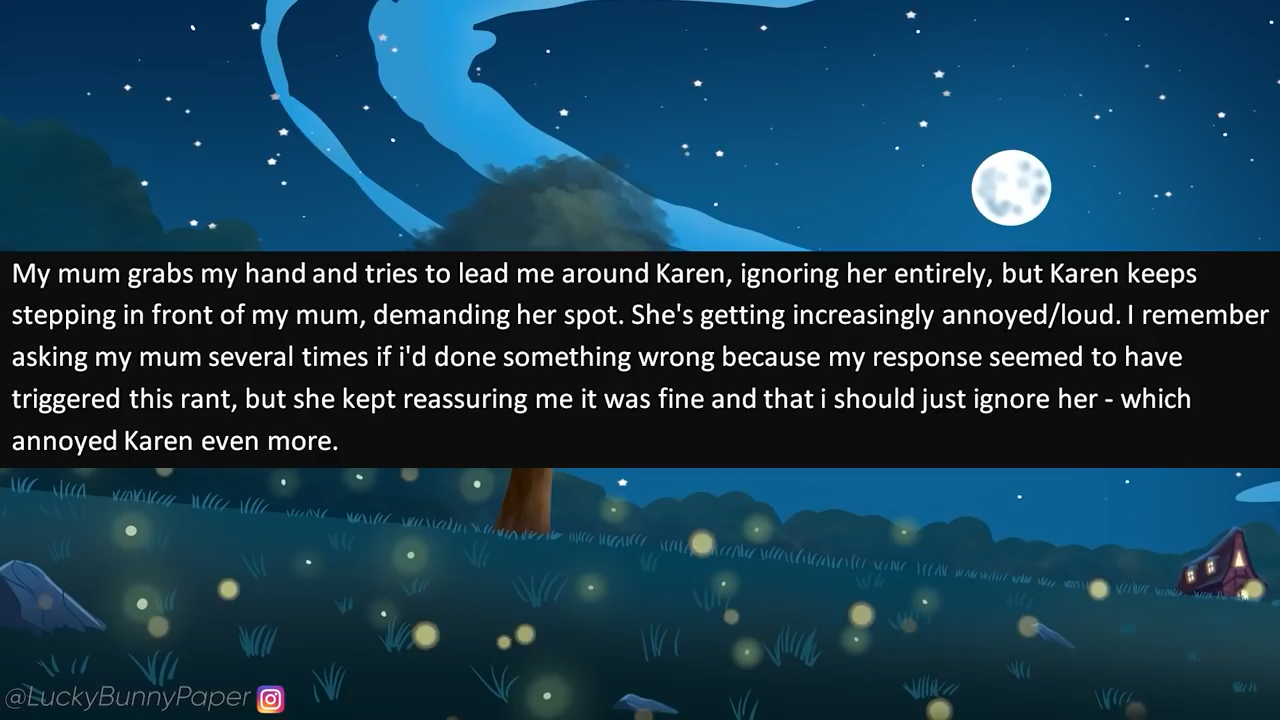 My mum grabs my hand and tries to lead me around Karen, ignoring her entirely, but Karen keeps
stepping in front of my mum, demanding her spot. She's getting increasingly annoyed/loud. I remember
asking my mum several times if i'd done something wrong because my response seemed to have
triggered this rant, but she kept reassuring me it was fine and that i should just ignore her - which
annoyed Karen even more.
@LuckyBunnyPaper